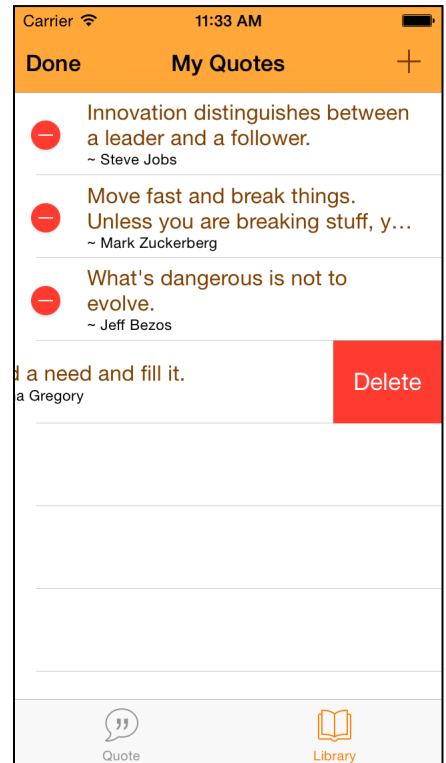 Carrier 11:33 AM
Done My Quotes +
Innovation distinguishes between
a leader and a follower.
~ Steve Jobs
Move fast and break things.
Unless you are breaking stuff, y…
~ Mark Zuckerberg
What's dangerous is not to
evolve.
~ Jeff Bezos
d a need and fill it.
a Gregory
Delete
Quote Library